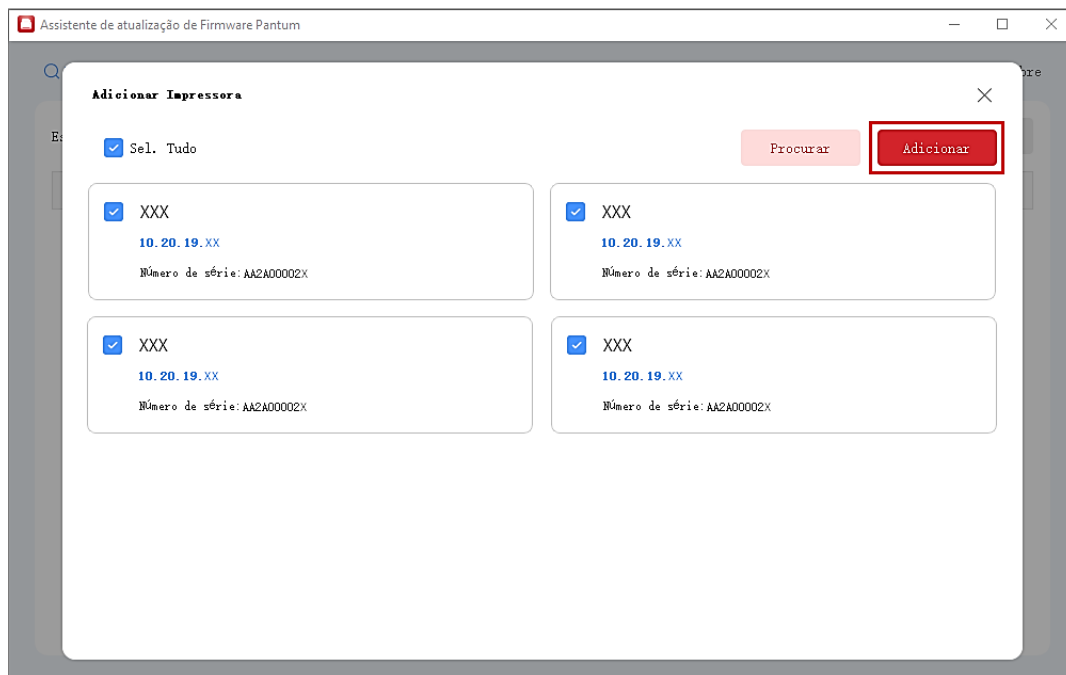 Assistente de atualização de Firmware Pantum
bre
Adicionar Impressora
Sel. Tudo
Procurar
Adicionar
XXX
10.20.19.XX
Número de série:AA2A00002X
XXX
10.20.19.XX
Número de série:AA2A00002X
XXX
10.20.19.XX
Número de série:AA2A00002X
XXX
10.20.19.XX
Número de série:AA2A00002X